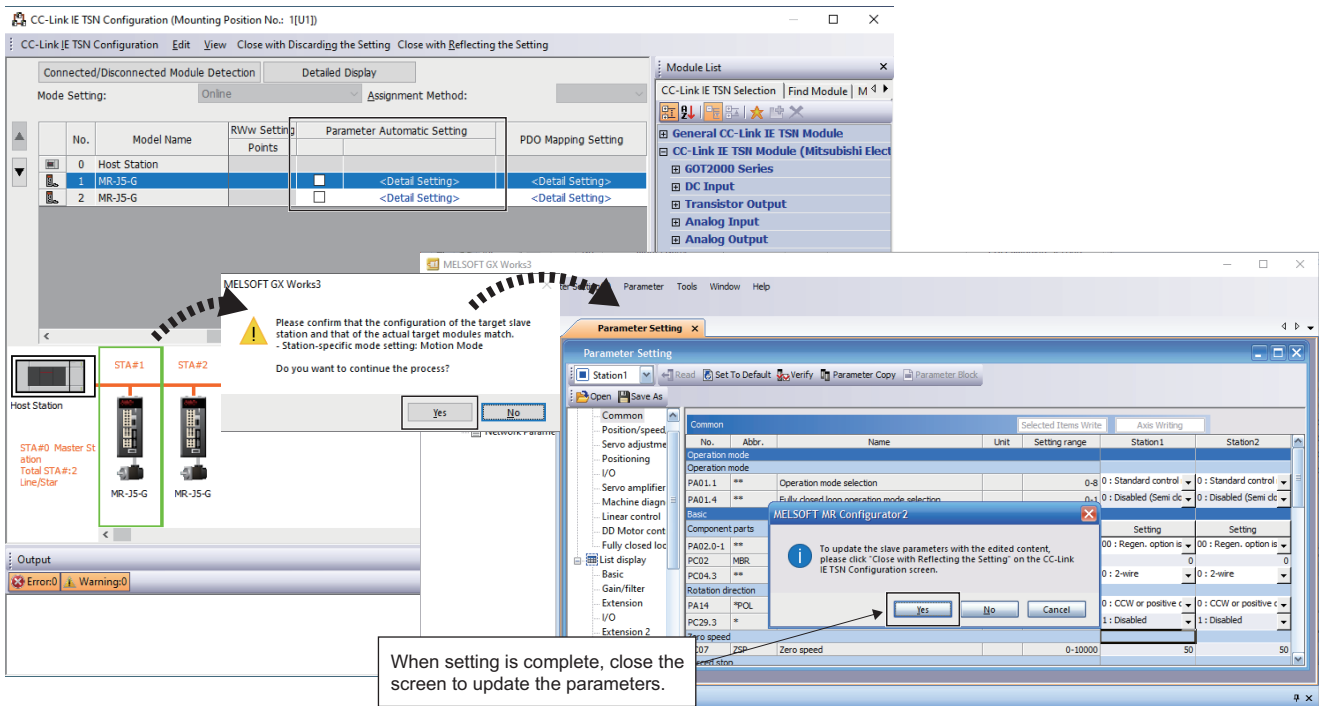 CC-Link IE TSN Configuration (Mounting Position No.: 1[U1])
CC-Link IE TSN Configuration Edit View Close with Discarding the Setting Close with Reflecting the Setting
Connected/Disconnected Module Detection Detailed Display
Mode Setting: Online Assignment Method:
No. Model Name RWw Setting Parameter Automatic Setting PDO Mapping Setting
Points
0 Host Station
1 MR-J5-G <Detail Setting> <Detail Setting>
2 MR-J5-G <Detail Setting> <Detail Setting>
Module List
CC-Link IE TSN Selection Find Module M
General CC-Link IE TSN Module
CC-Link IE TSN Module (Mitsubishi Elect
GOT2000 Series
DC Input
Transistor Output
Analog Input
Analog Output
STA#1 STA#2
Host Station
STA#0 Master St
ation
Total STA#:2
Line/Star
MR-J5-G MR-J5-G
Output
Error:0 Warning:0
MELSOFT GX Works3
Please confirm that the configuration of the target slave
station and that of the actual target modules match.
- Station-specific mode setting: Motion Mode
Do you want to continue the process?
Yes No
MELSOFT GX Works3
Parameter Tools Window Help
Parameter Setting
Parameter Setting
Station1 Read Set To Default Verify Parameter Copy Parameter Block
Open Save As
Common
Position/speed
Servo adjustme
Positioning
I/O
Servo amplifier
Machine diagn
Linear control
DD Motor cont
Fully closed loc
List display
Basic
Gain/filter
Extension
I/O
Extension 2
Common Selected Items Write Axis Writing
No. Abbr. Name Unit Setting range Station1 Station2
Operation mode
Operation mode
PA01.1 ** Operation mode selection 0-8 0 : Standard control 0 : Standard control
PA01.4 ** Fully closed loop operation mode selection 0-1 0 : Disabled (Semi clc 0 : Disabled (Semi clc
Basic
Component parts Setting Setting
PA02.0-1 ** 00 : Regen. option is 00 : Regen. option is
PC02 MBR 0 0
PC04.3 ** 0 : 2-wire 0 : 2-wire
Rotation direction
PA14 *POL 0 : CCW or positive c 0 : CCW or positive c
PC29.3 * 1 : Disabled 1 : Disabled
Zero speed
ZSP Zero speed 0-10000 50 50
MELSOFT MR Configurator2
To update the slave parameters with the edited content,
please click "Close with Reflecting the Setting" on the CC-Link
IE TSN Configuration screen.
Yes No Cancel
When setting is complete, close the
screen to update the parameters.